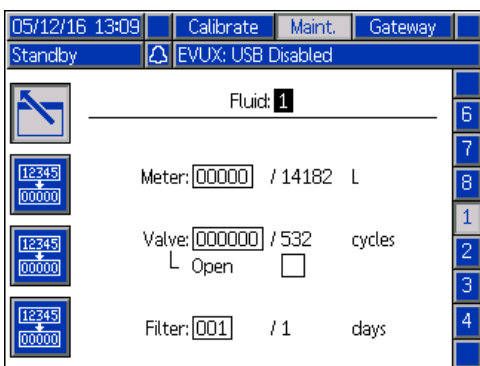 05/12/16 13:09 Calibrate Maint. Gateway
Standby EVUX: USB Disabled
Fluid: 1
6
7
12345
00000
Meter: 00000 / 14182 L
8
1
12345
00000
Valve: 000000 / 532 cycles
2
└ Open
3
12345
00000
Filter: 001 / 1 days
4